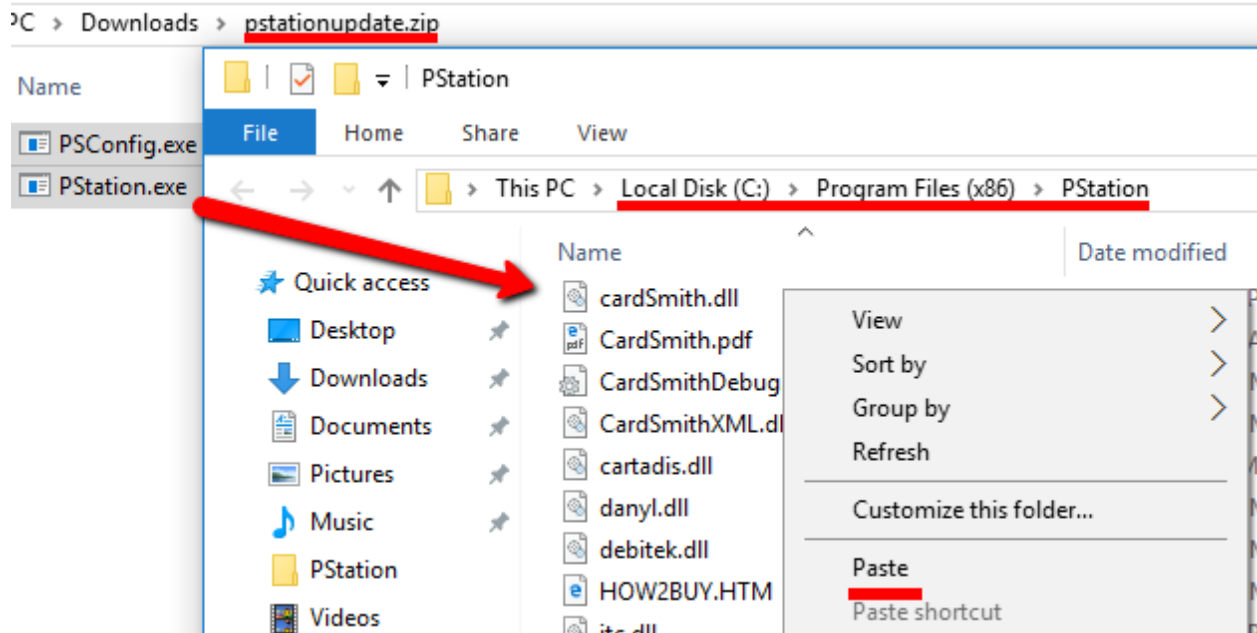 PC > Downloads > pstationupdate.zip
Name
PSConfig.exe
PStation.exe
PStation
File Home Share View
This PC > Local Disk (C:) > Program Files (x86) > PStation
Name Date modified
Quick access
Desktop
Downloads
Documents
Pictures
Music
PStation
Videos
cardSmith.dll
CardSmith.pdf
CardSmithDebug
CardSmithXML.dl
cartadis.dll
danyl.dll
debitek.dll
HOW2BUY.HTM
itc.dll
View
Sort by
Group by
Refresh
Customize this folder...
Paste
Paste shortcut